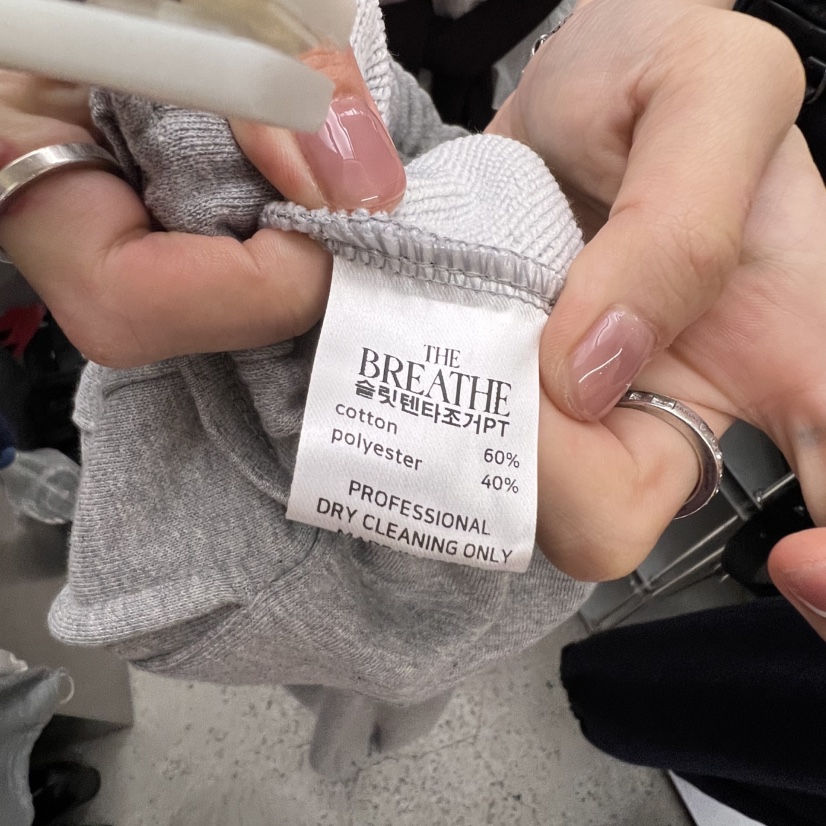 THE
BREATHE
슬릿텐타조거PT
cotton 60%
polyester 40%
PROFESSIONAL
DRY CLEANING ONLY